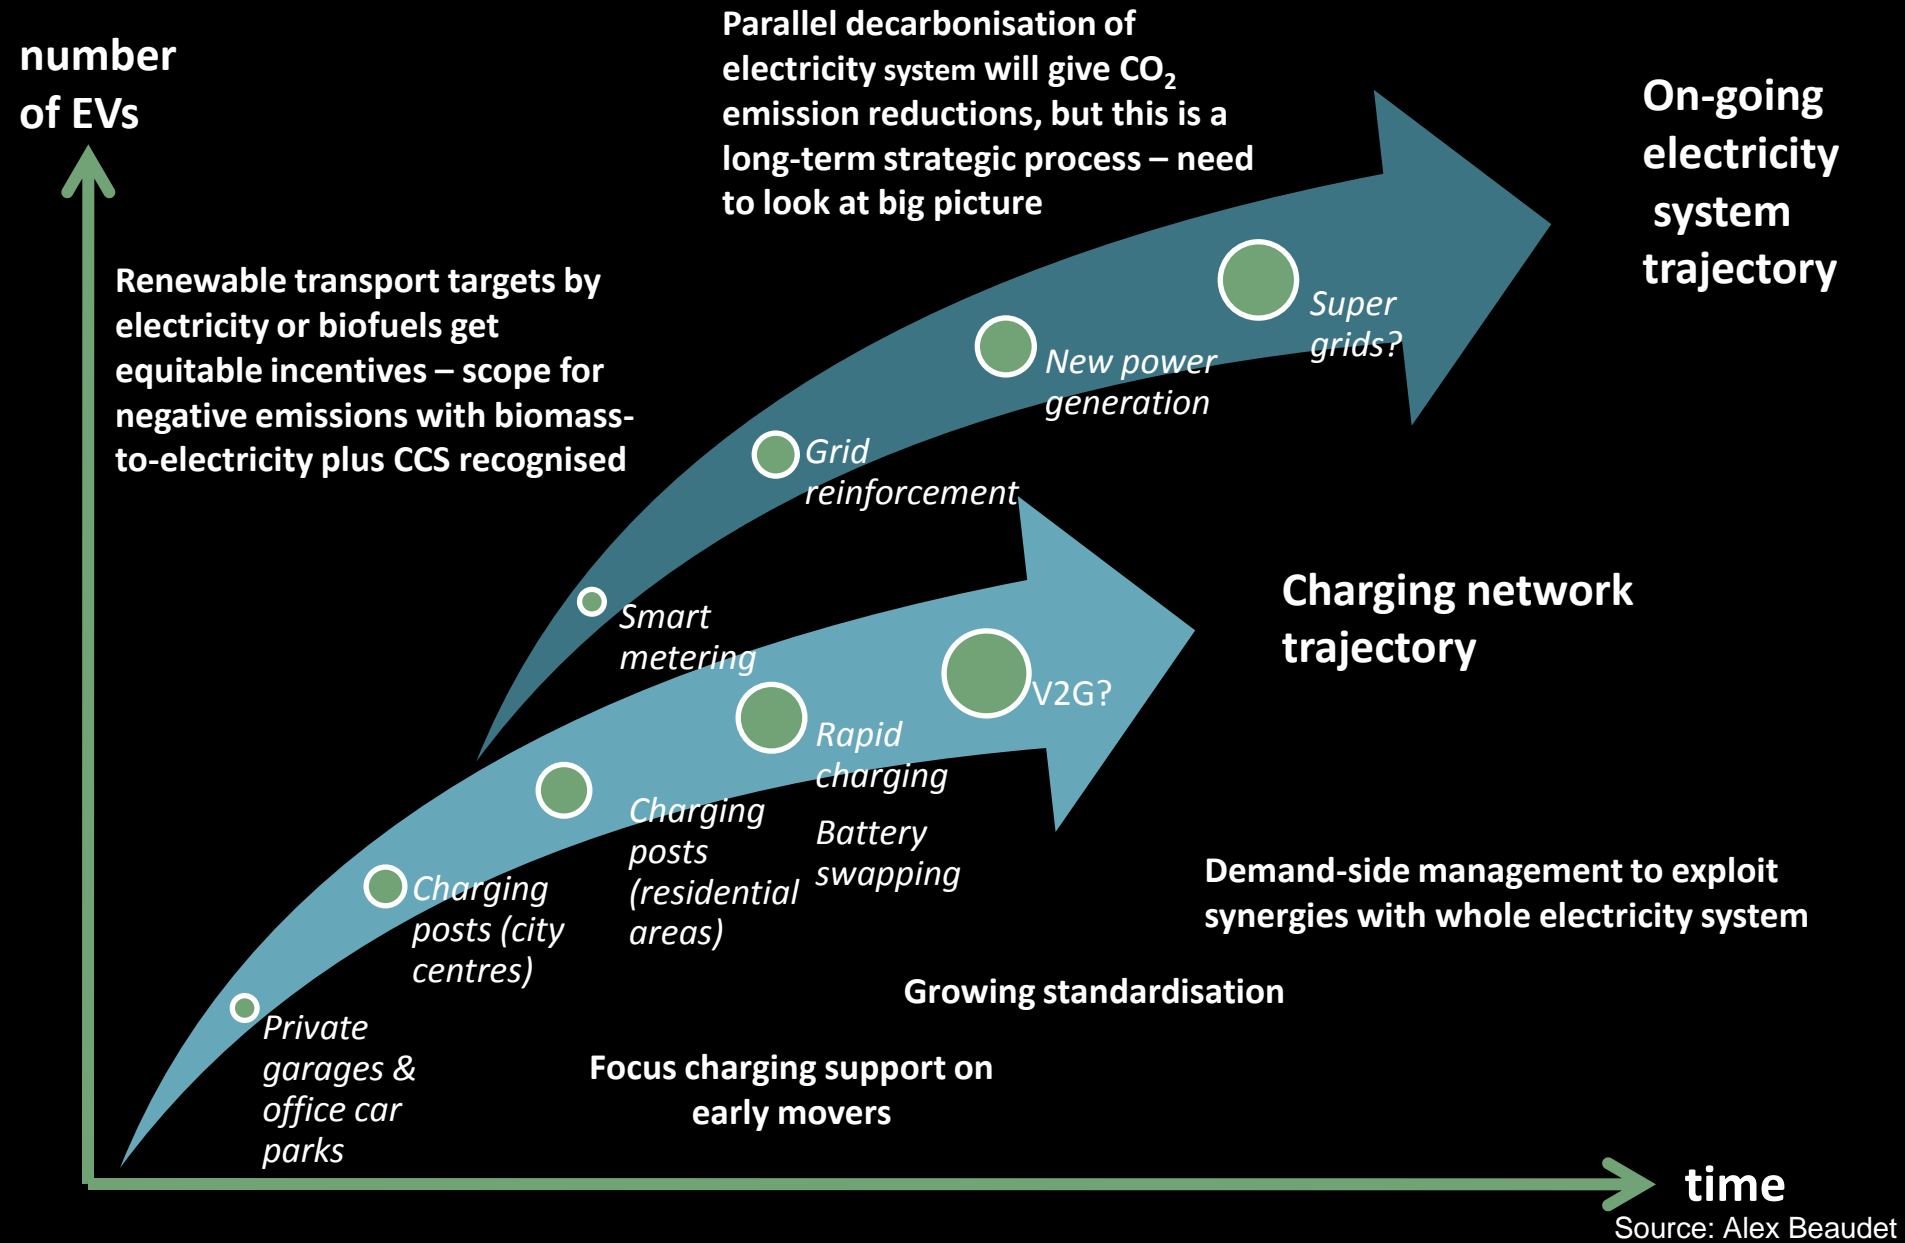 number
of EVs
Parallel decarbonisation of
electricity system will give CO₂
emission reductions, but this is a
long-term strategic process – need
to look at big picture
On-going
electricity
system
trajectory
Renewable transport targets by
electricity or biofuels get
equitable incentives – scope for
negative emissions with biomass-
to-electricity plus CCS recognised
Super
grids?
New power
generation
Grid
reinforcement
Smart
metering
Charging network
trajectory
V2G?
Rapid
charging
Battery
swapping
Charging
posts
(residential
areas)
Charging
posts (city
centres)
Private
garages &
office car
parks
Demand-side management to exploit
synergies with whole electricity system
Growing standardisation
Focus charging support on
early movers
time
Source: Alex Beaudet